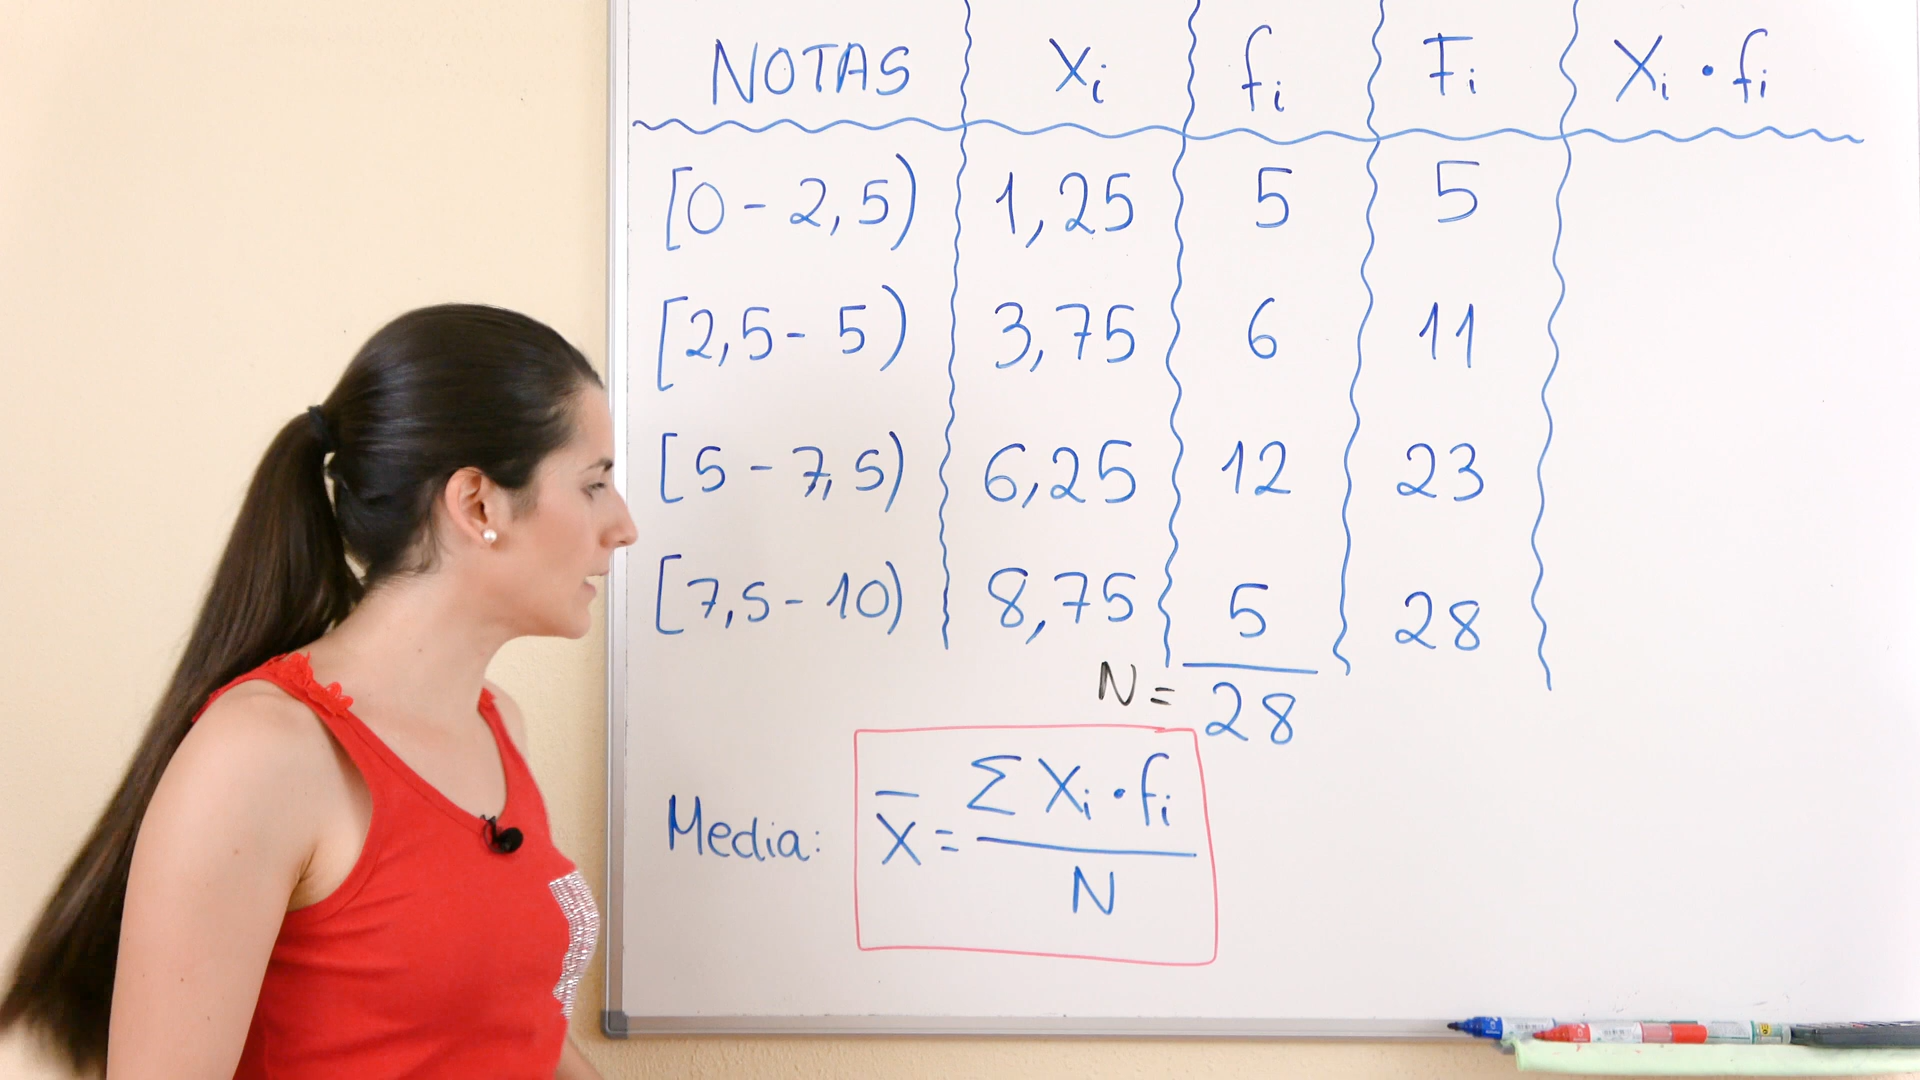 NOTAS Xi fi Fi Xi · fi
[0 - 2,5) 1,25 5 5
[2,5 - 5) 3,75 6 11
[5 - 7,5) 6,25 12 23
[7,5 - 10) 8,75 5 28
N = 28
Media: X̄ = Σ Xi · fi / N